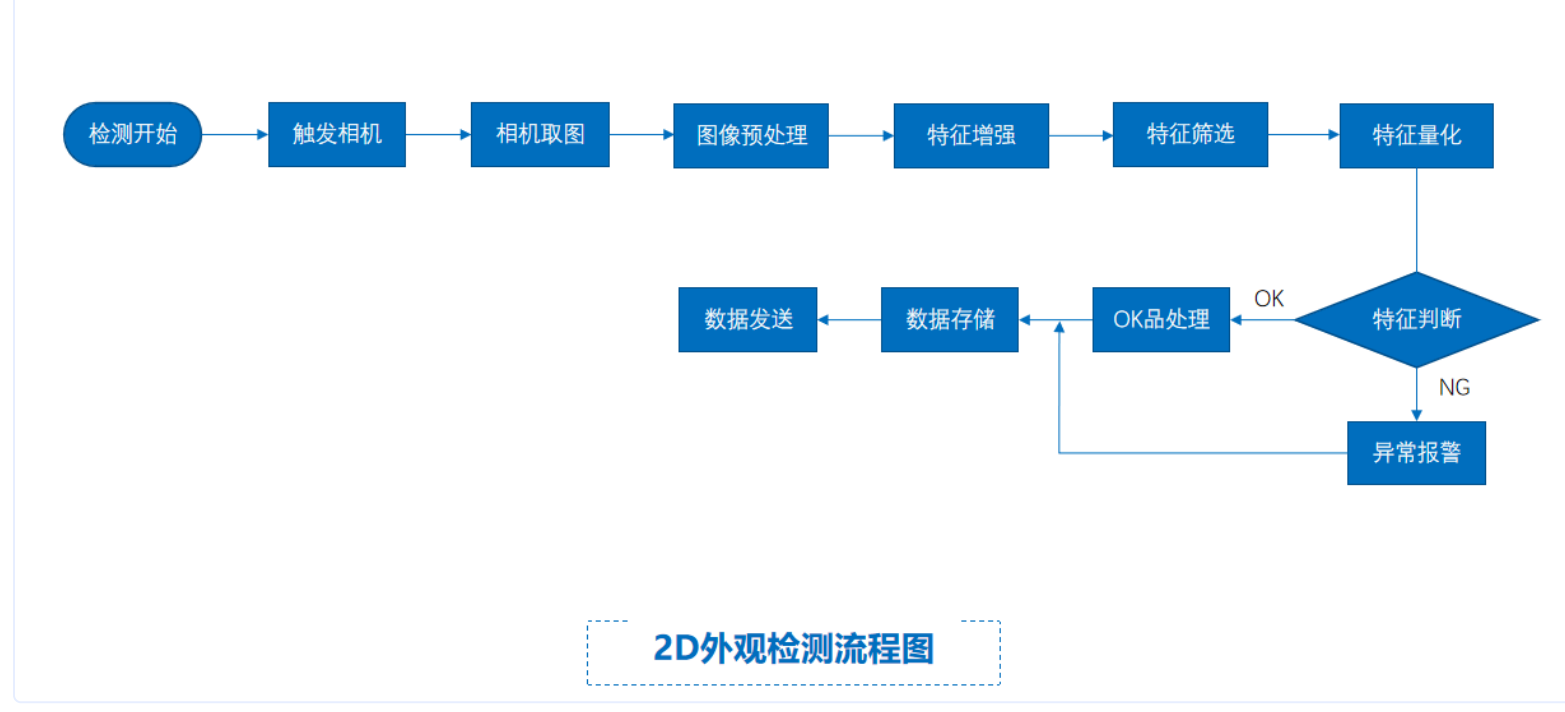 检测开始
触发相机
相机取图
图像预处理
特征增强
特征筛选
特征量化
数据发送
数据存储
OK品处理
OK
特征判断
NG
异常报警
2D外观检测流程图